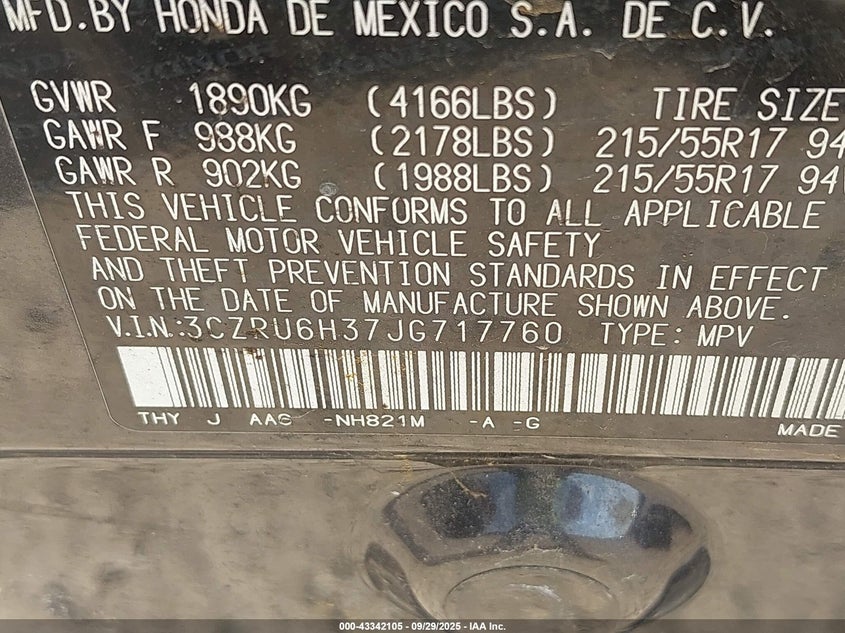 MFD.BY HONDA DE MEXICO S.A. DE C.V.
GVWR 1890KG (4166LBS) TIRE SIZE
GAWR F 988KG (2178LBS) 215/55R17 94
GAWR R 902KG (1988LBS) 215/55R17 94
THIS VEHICLE CONFORMS TO ALL APPLICABLE
FEDERAL MOTOR VEHICLE SAFETY
AND THEFT PREVENTION STANDARDS IN EFFECT
ON THE DATE OF MANUFACTURE SHOWN ABOVE.
V.I.N.:3CZRU6H37JG717760 TYPE: MPV
THY J -NH821M -A -G
MADE
000-43342105 - 09/29/2025 - IAA Inc.